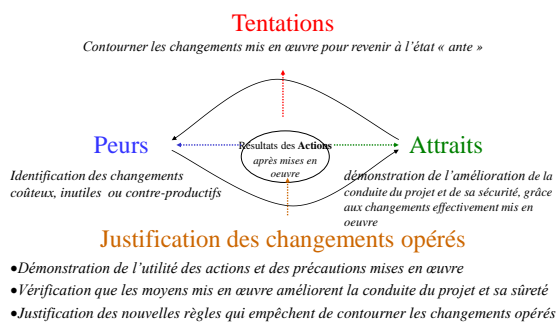 Tentations
Contourner les changements mis en œuvre pour revenir à l’état « ante »
Peurs
Résultats des Actions
après mises en
oeuvre
Attraits
Identification des changements
coûteux, inutiles ou contre-productifs
démonstration de l’amélioration de la
conduite du projet et de sa sécurité, grâce
aux changements effectivement mis en
oeuvre
Justification des changements opérés
•Démonstration de l’utilité des actions et des précautions mises en œuvre
•Vérification que les moyens mis en œuvre améliorent la conduite du projet et sa sûreté
•Justification des nouvelles règles qui empêchent de contourner les changements opérés